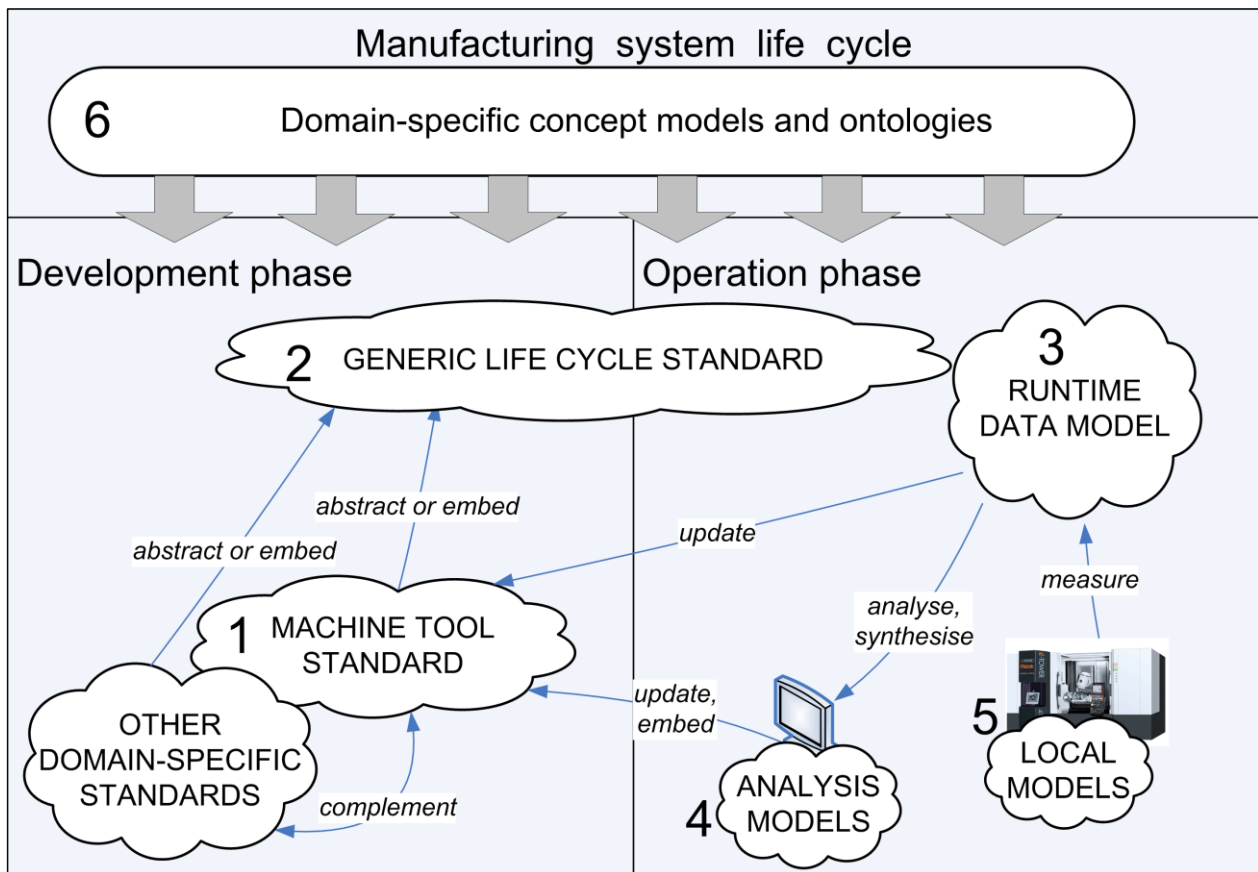 Manufacturing system life cycle
6
Domain-specific concept models and ontologies
Development phase
Operation phase
2
GENERIC LIFE CYCLE STANDARD
3
RUNTIME
DATA MODEL
abstract or embed
abstract or embed
update
measure
analyse,
synthesise
1
MACHINE TOOL
STANDARD
update,
embed
OTHER
DOMAIN-SPECIFIC
STANDARDS
complement
4
ANALYSIS
MODELS
5
LOCAL
MODELS